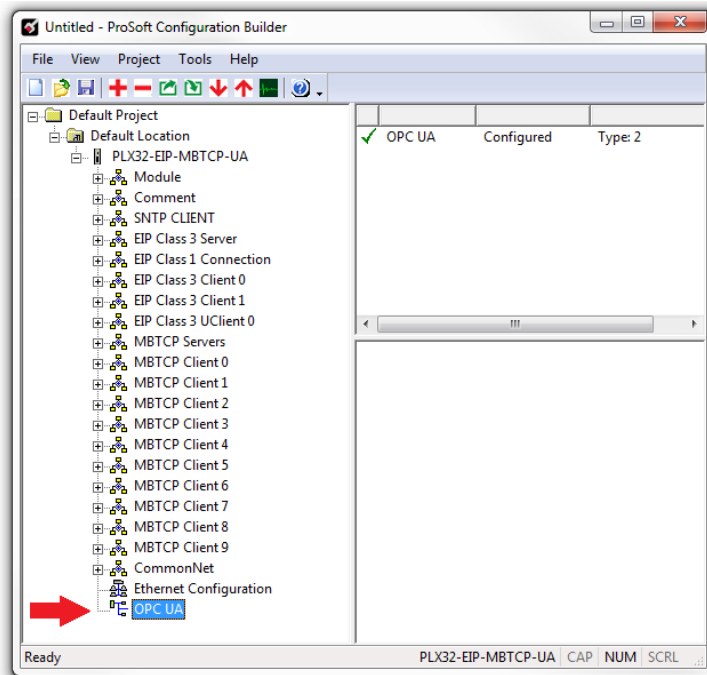 Untitled - ProSoft Configuration Builder
File View Project Tools Help
Default Project
Default Location
PLX32-EIP-MBTCP-UA
Module
Comment
SNTP CLIENT
EIP Class 3 Server
EIP Class 1 Connection
EIP Class 3 Client 0
EIP Class 3 Client 1
EIP Class 3 UClient 0
MBTCP Servers
MBTCP Client 0
MBTCP Client 1
MBTCP Client 2
MBTCP Client 3
MBTCP Client 4
MBTCP Client 5
MBTCP Client 6
MBTCP Client 7
MBTCP Client 8
MBTCP Client 9
CommonNet
Ethernet Configuration
OPC UA
OPC UA Configured Type: 2
Ready PLX32-EIP-MBTCP-UA CAP NUM SCRL